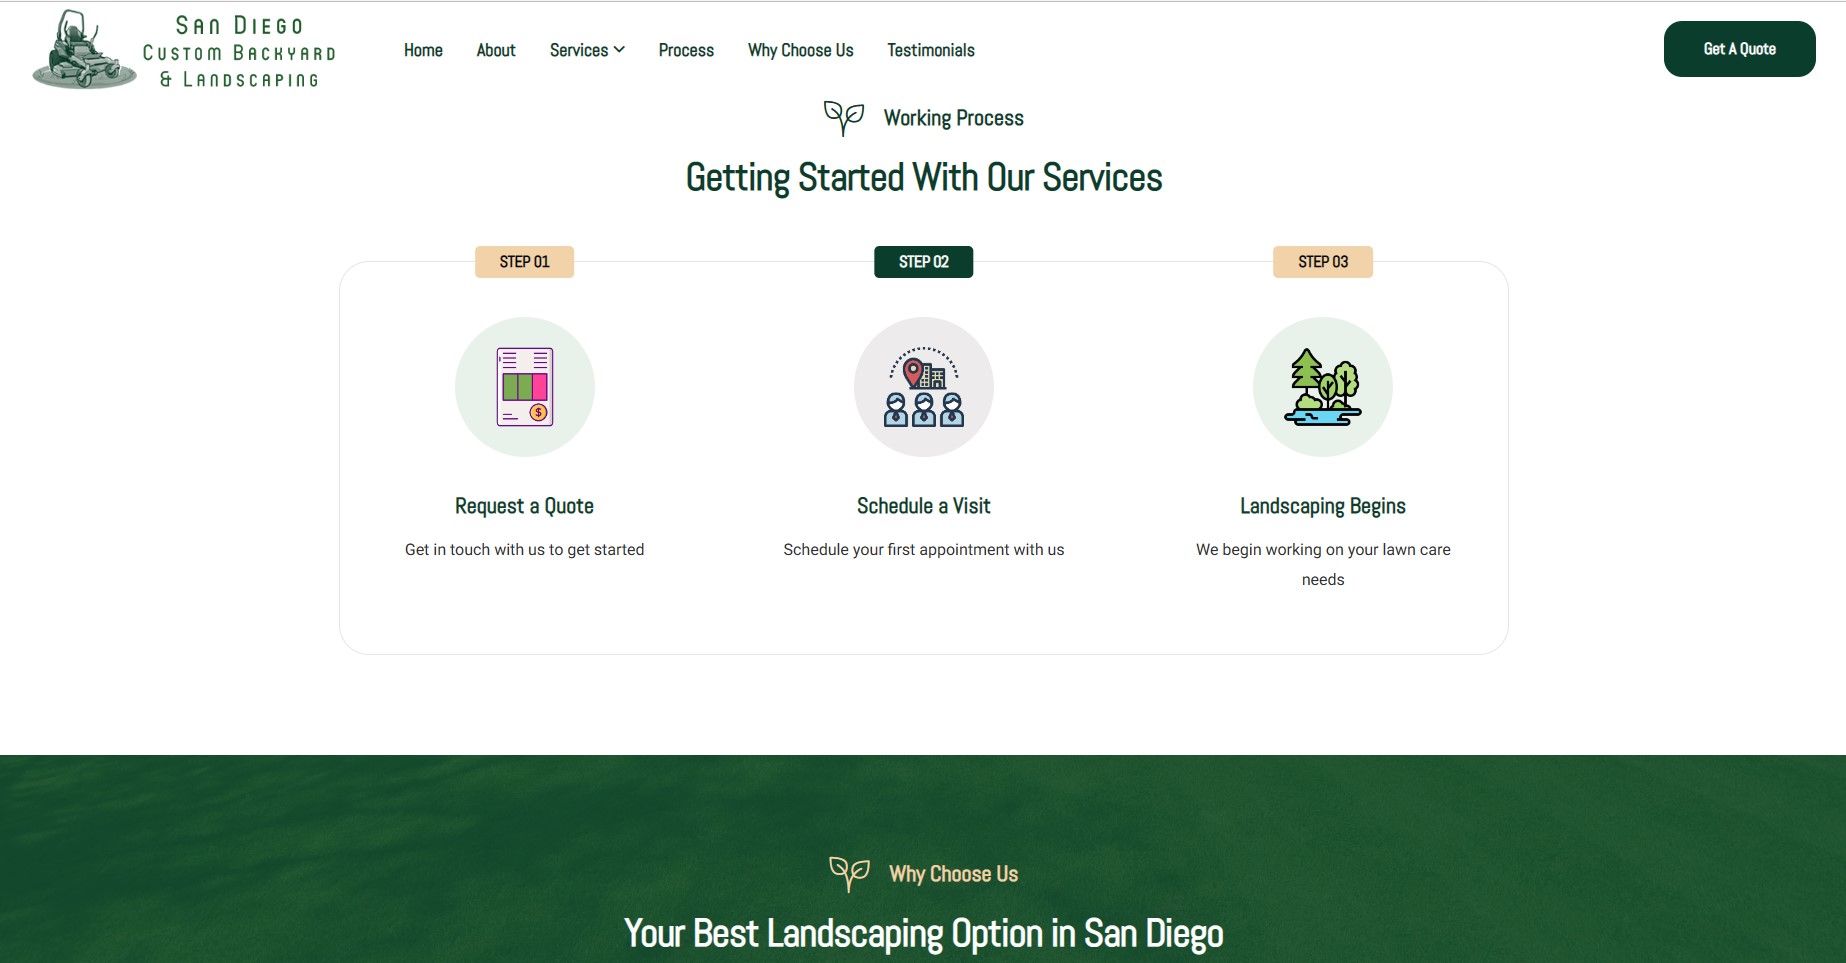 San Diego
Custom Backyard
& Landscaping
Home
About
Services
Process
Why Choose Us
Testimonials
Get A Quote
Working Process
Getting Started With Our Services
STEP 01
STEP 02
STEP 03
Request a Quote
Get in touch with us to get started
Schedule a Visit
Schedule your first appointment with us
Landscaping Begins
We begin working on your lawn care
needs
Why Choose Us
Your Best Landscaping Option in San Diego